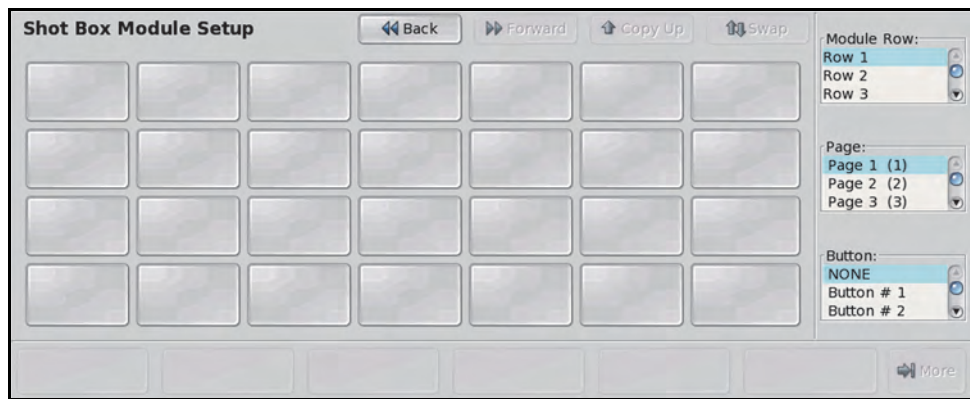 Shot Box Module Setup
Back
Forward
Copy Up
Swap
Module Row:
Row 1
Row 2
Row 3
Page:
Page 1 (1)
Page 2 (2)
Page 3 (3)
Button:
NONE
Button # 1
Button # 2
More